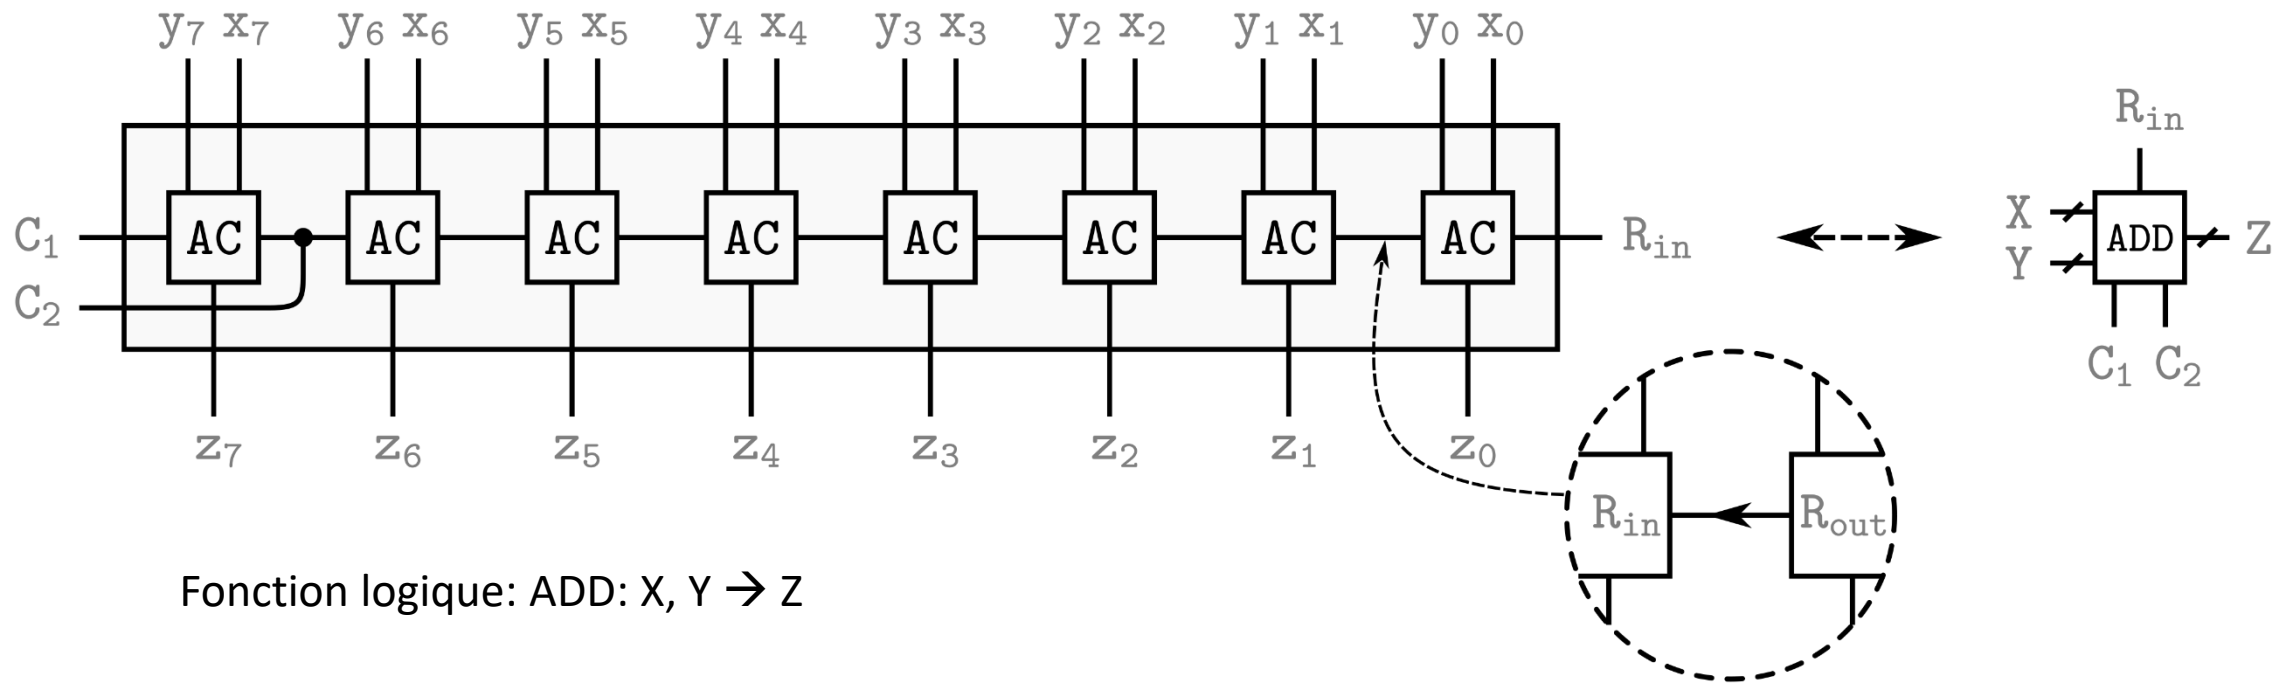 y7 x7 y6 x6 y5 x5 y4 x4 y3 x3 y2 x2 y1 x1 y0 x0
Rin
C1 AC AC AC AC AC AC AC AC Rin
X
Y
ADD Z
C2
C1 C2
z7 z6 z5 z4 z3 z2 z1 z0
Rin Rout
Fonction logique: ADD: X, Y → Z